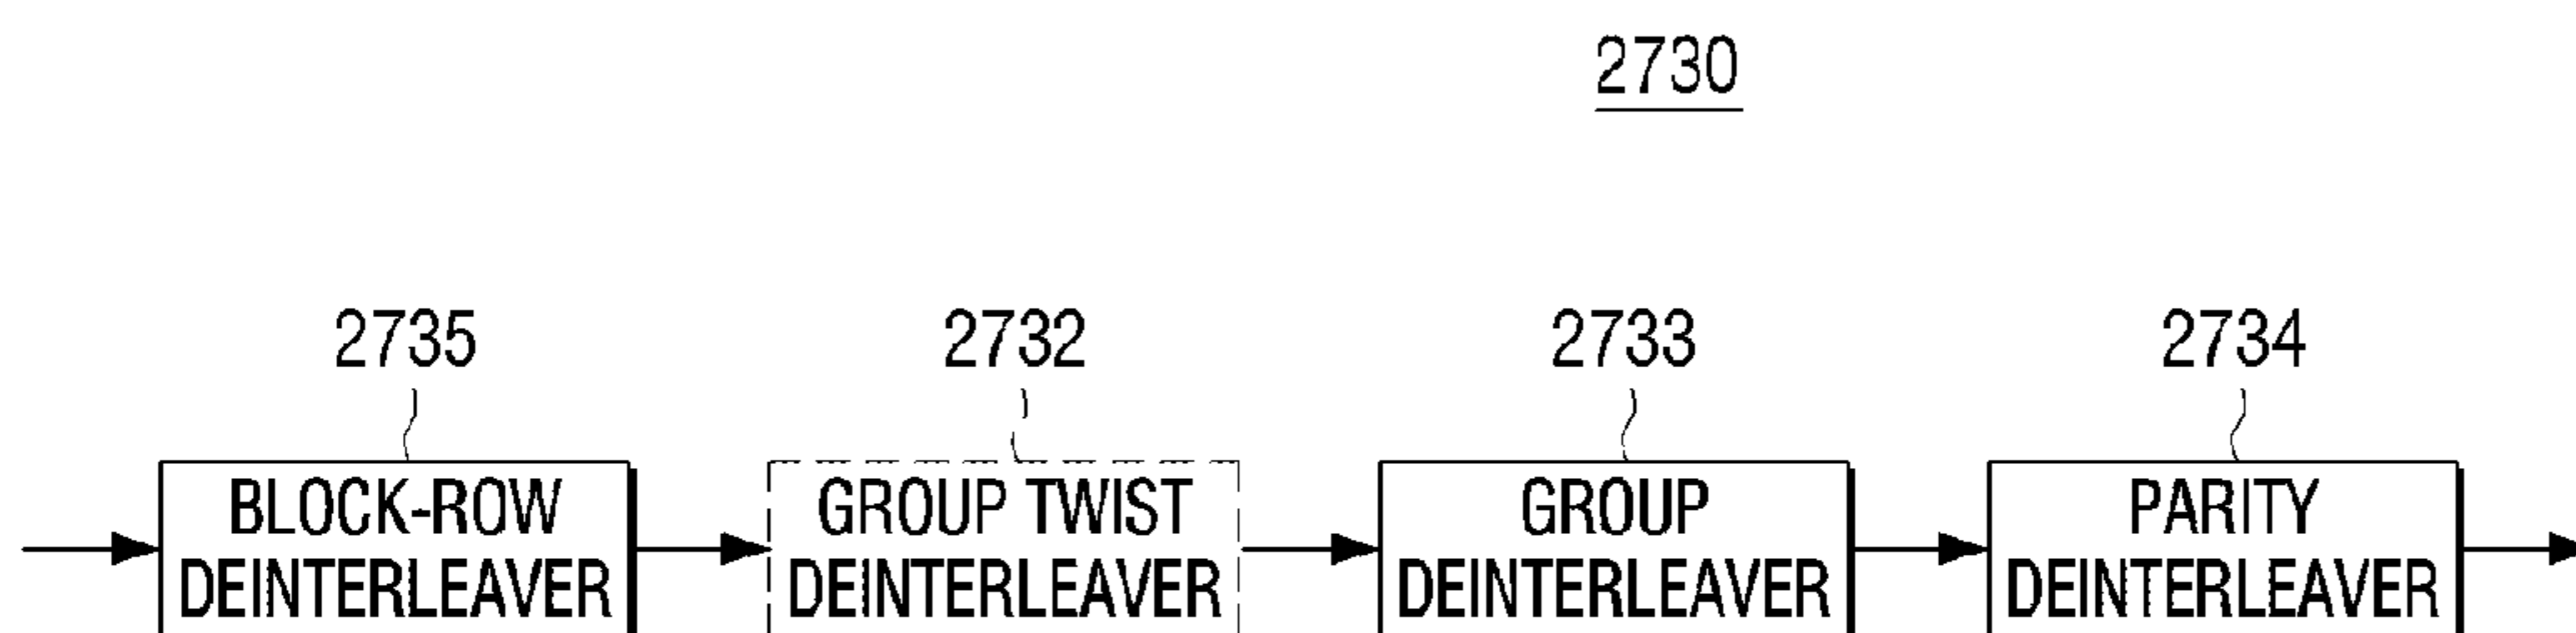 2730
2735
2732
2733
2734
BLOCK-ROW
DEINTERLEAVER
GROUP TWIST
DEINTERLEAVER
GROUP
DEINTERLEAVER
PARITY
DEINTERLEAVER